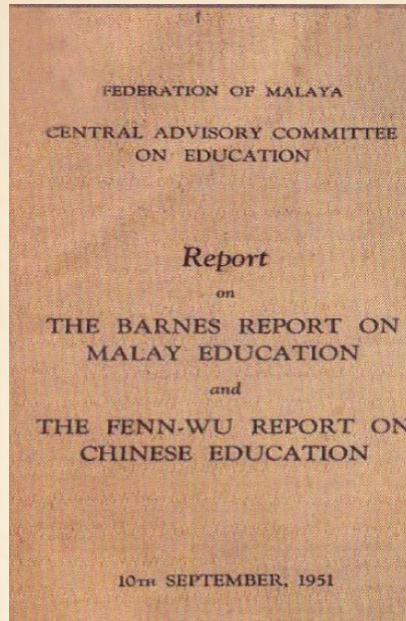 FEDERATION OF MALAYA
CENTRAL ADVISORY COMMITTEE
ON EDUCATION
Report
on
THE BARNES REPORT ON
MALAY EDUCATION
and
THE FENN-WU REPORT ON
CHINESE EDUCATION
10TH SEPTEMBER, 1951